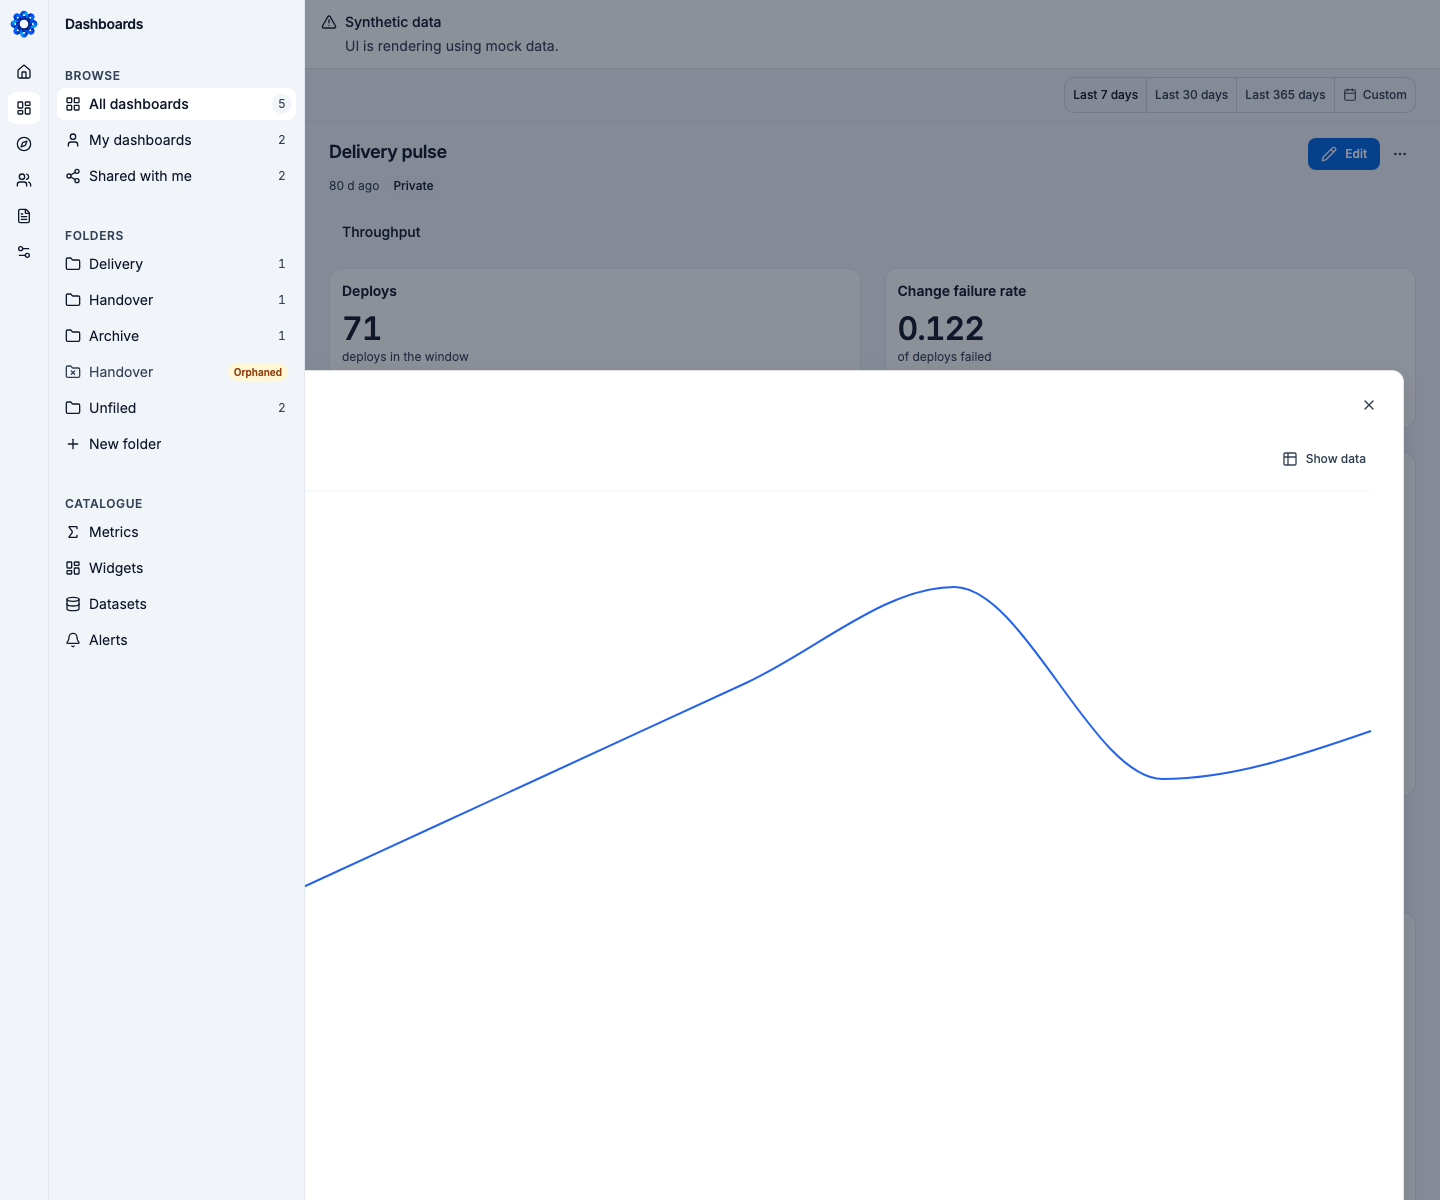 Dashboards
BROWSE
All dashboards 5
My dashboards 2
Shared with me 2
FOLDERS
Delivery 1
Handover 1
Archive 1
Handover Orphaned
Unfiled 2
New folder
CATALOGUE
Metrics
Widgets
Datasets
Alerts
Synthetic data
UI is rendering using mock data.
Last 7 days Last 30 days Last 365 days Custom
Delivery pulse
Edit
80 d ago Private
Throughput
Deploys
71
deploys in the window
Change failure rate
0.122
of deploys failed
Show data